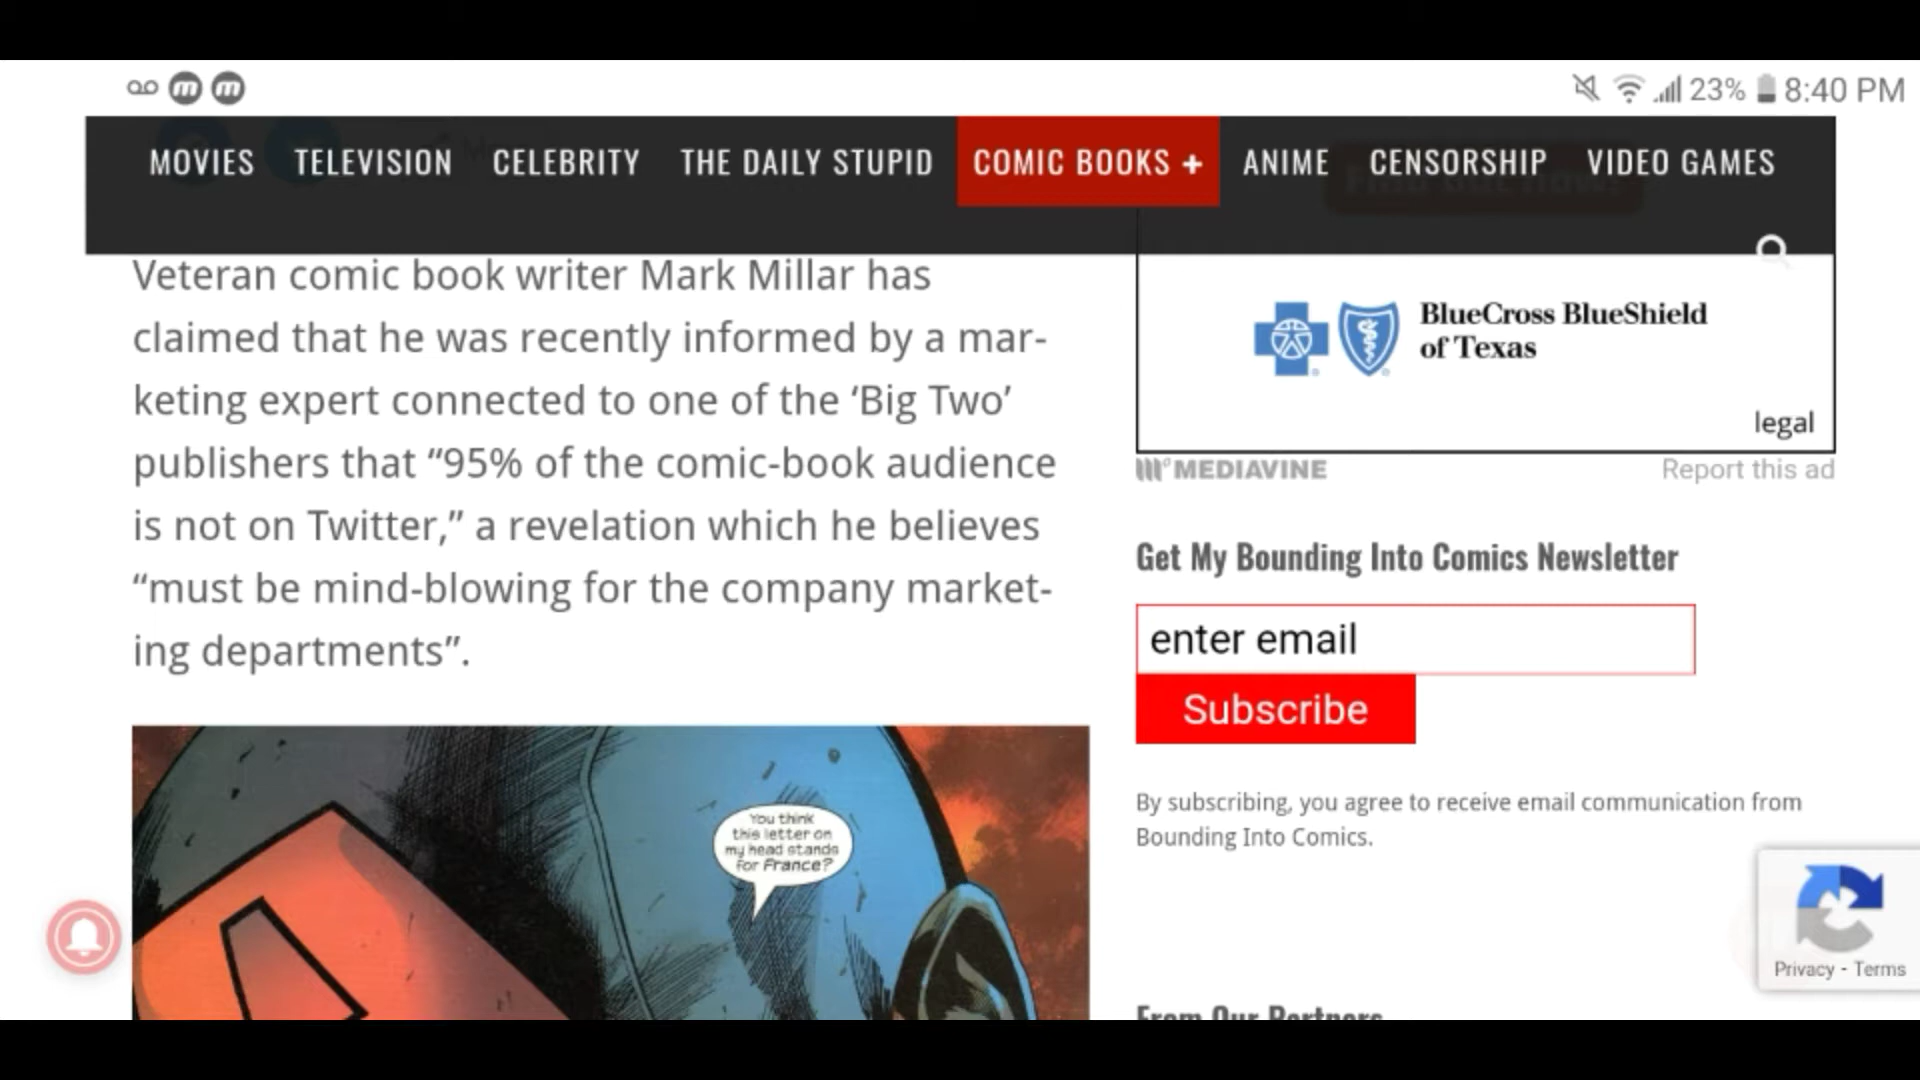 23% 8:40 PM
MOVIES TELEVISION CELEBRITY THE DAILY STUPID COMIC BOOKS + ANIME CENSORSHIP VIDEO GAMES
Veteran comic book writer Mark Millar has
claimed that he was recently informed by a mar-
keting expert connected to one of the ‘Big Two’
publishers that “95% of the comic-book audience
is not on Twitter,” a revelation which he believes
“must be mind-blowing for the company market-
ing departments”.
You think
this letter on
my head stands
for France?
BlueCross BlueShield
of Texas
legal
MEDIAVINE
Report this ad
Get My Bounding Into Comics Newsletter
enter email
Subscribe
By subscribing, you agree to receive email communication from
Bounding Into Comics.
Privacy - Terms
From Our Partners